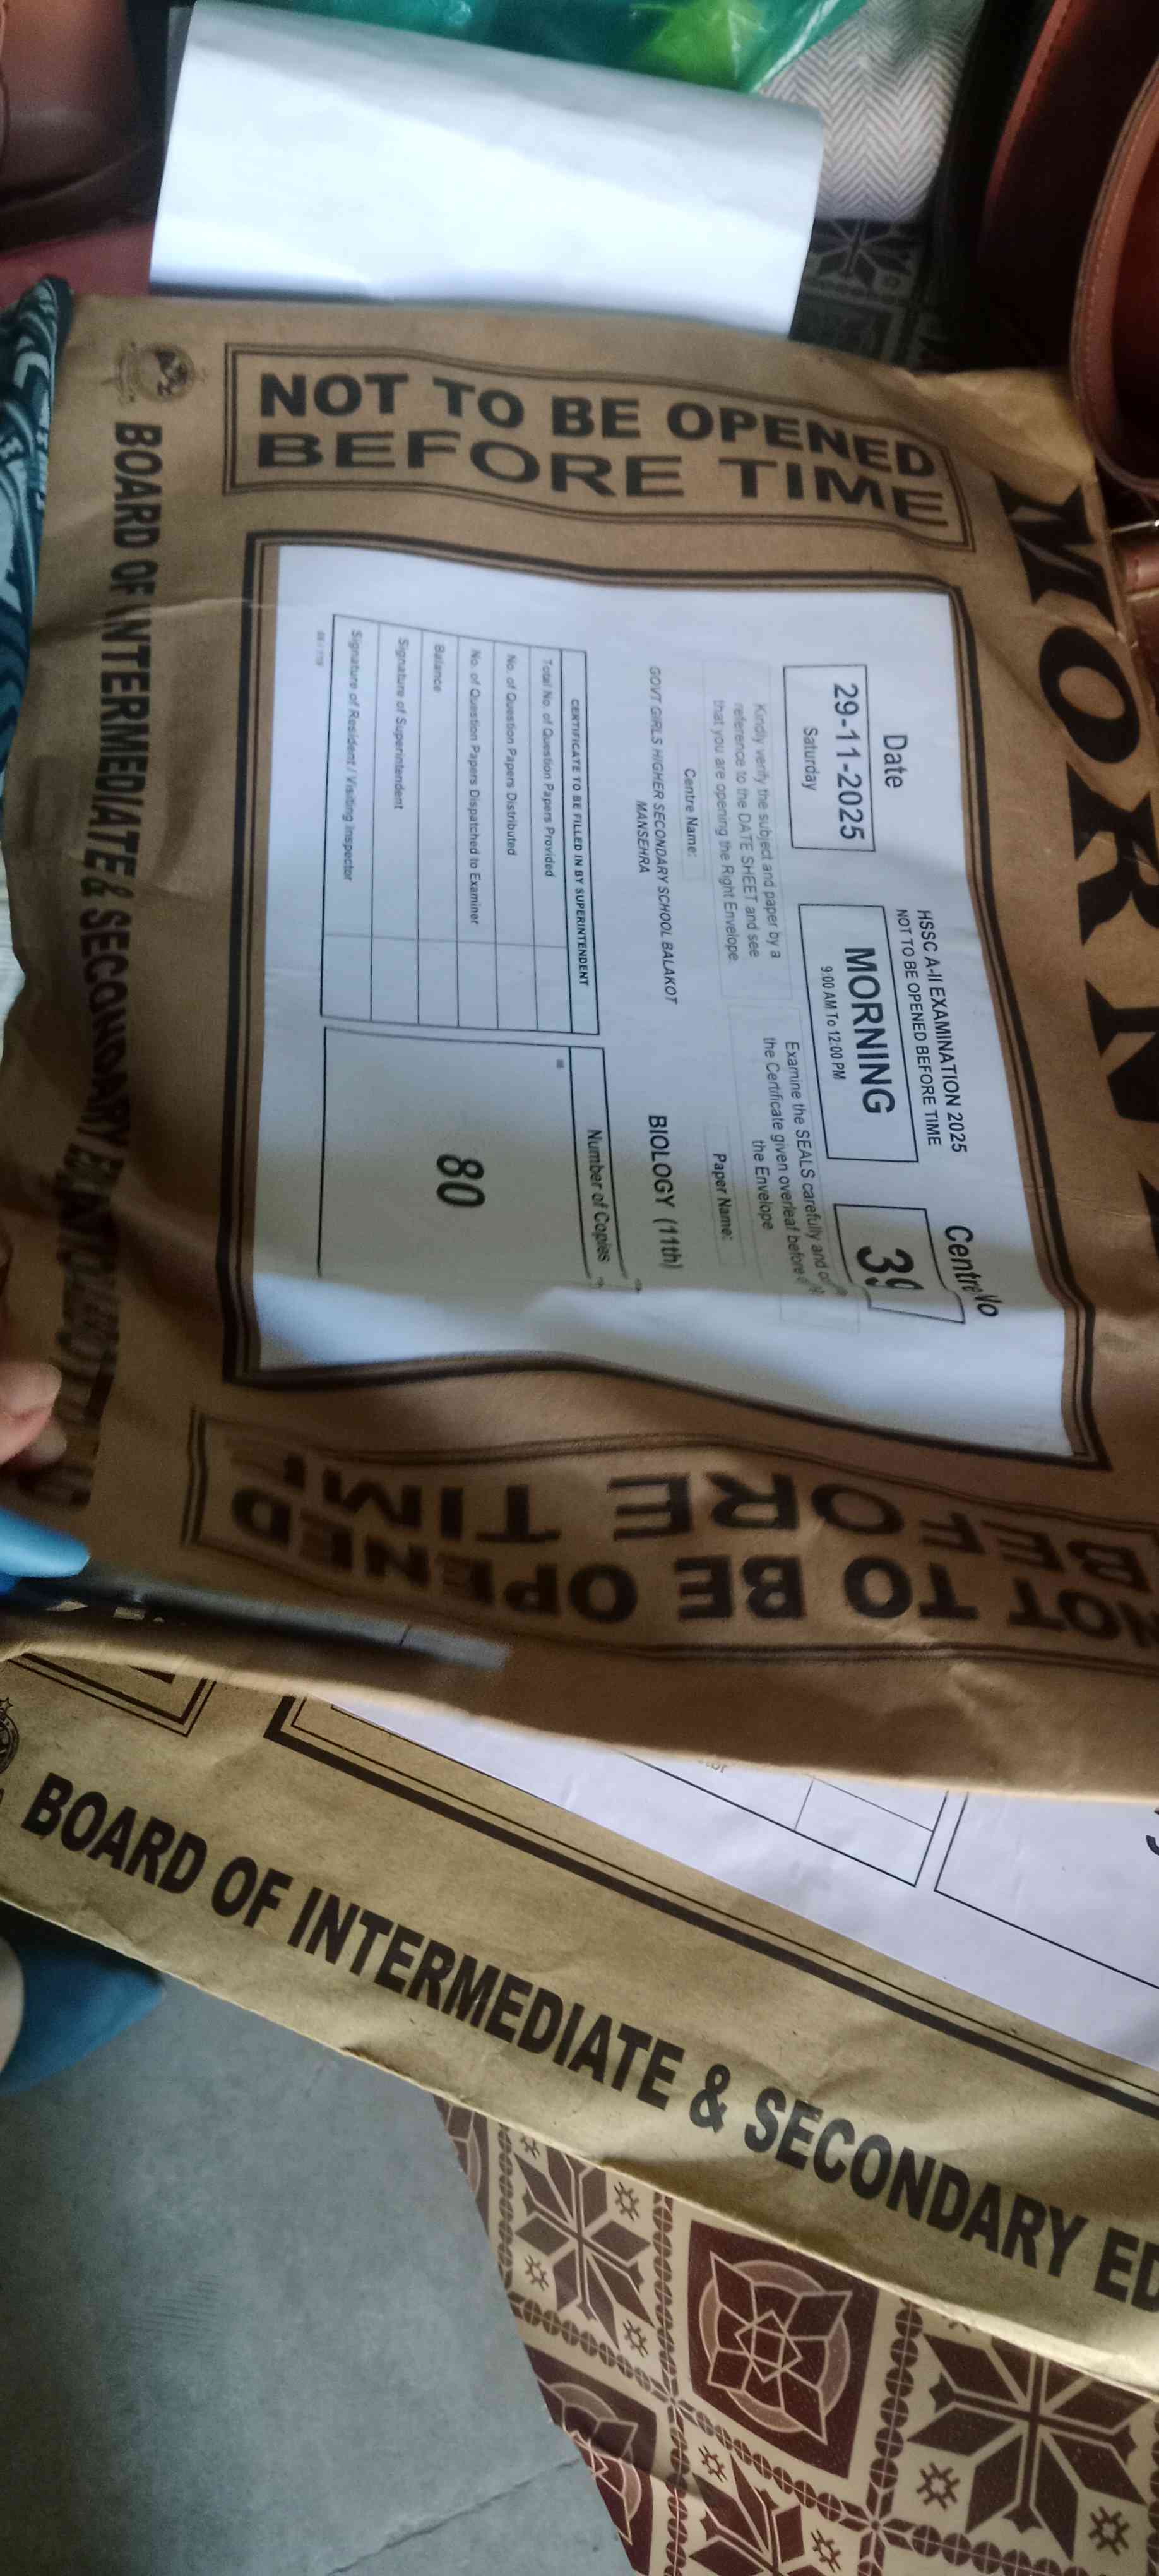 MORN
NOT TO BE OPENED
BEFORE TIME
Date
29-11-2025
Saturday
HSSC A-II EXAMINATION 2025
NOT TO BE OPENED BEFORE TIME
MORNING
9:00 AM To 12:00 PM
Centre No
39
Kindly verify the subject and paper by a
reference to the DATE SHEET and see
that you are opening the Right Envelope.
Examine the SEALS carefully and
the Certificate given overleaf before
the Envelope
Centre Name:
Paper Name:
GOVT GIRLS HIGHER SECONDARY SCHOOL BALAKOT
MANSEHRA
BIOLOGY (11th)
CERTIFICATE TO BE FILLED IN BY SUPERINTENDENT
Total No. of Question Papers Provided
No. of Question Papers Distributed
No. of Question Papers Dispatched to Examiner
Balance
Signature of Superintendent
Signature of Resident / Visiting Inspector
Number of Copies
80
BOARD OF INTERMEDIATE & SECONDARY
NOT TO BE OPENED
BEFORE TIME
BOARD OF INTERMEDIATE & SECONDARY ED